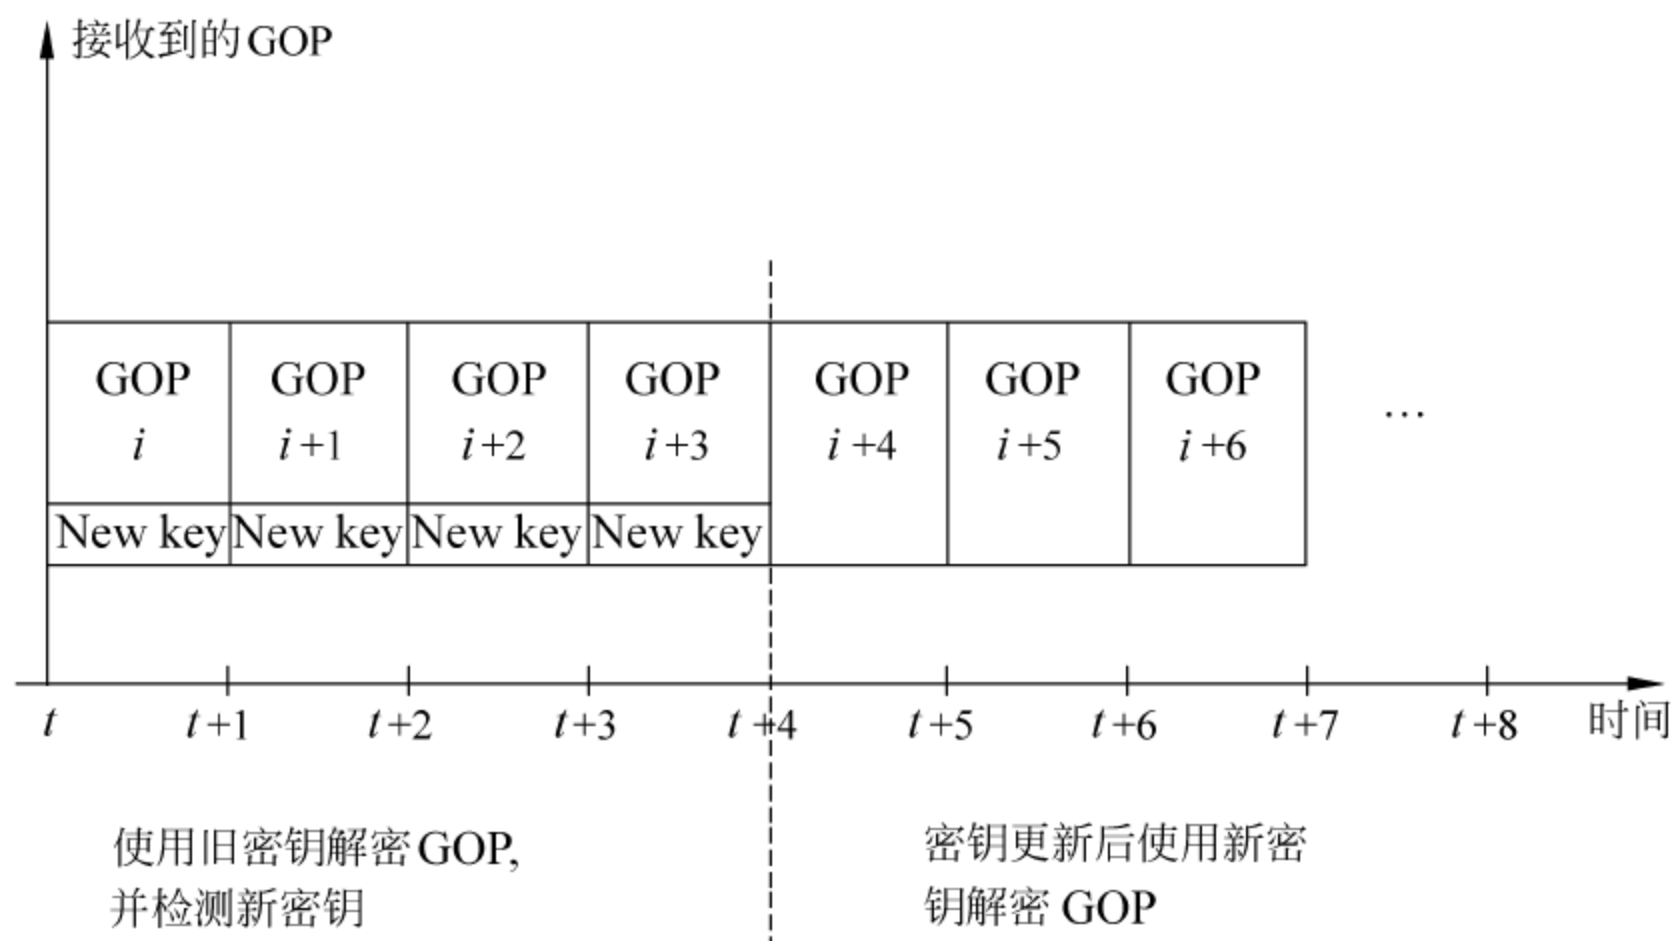 接收到的GOP
GOP GOP GOP GOP GOP GOP GOP
i i+1 i+2 i+3 i+4 i+5 i+6 …
New key New key New key New key
t t+1 t+2 t+3 t+4 t+5 t+6 t+7 t+8 时间
使用旧密钥解密GOP,
并检测新密钥
密钥更新后使用新密
钥解密 GOP